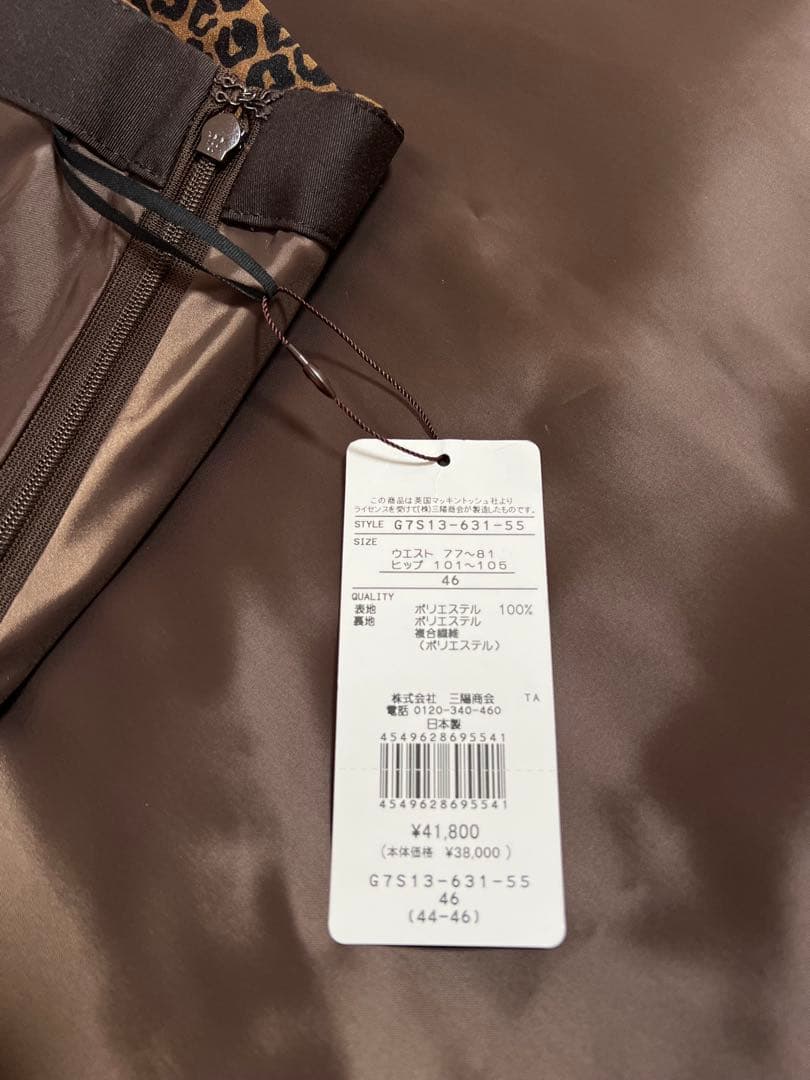 この商品は英国マッキントッシュ社より
ライセンスを受けて(株)三陽商会が製造したものです。
STYLE G7S13-631-55
SIZE
ウエスト 77～81
ヒップ 101～105
46
QUALITY
表地 ポリエステル 100%
裏地 ポリエステル
複合繊維
(ポリエステル)
株式会社 三陽商会 TA
電話 0120-340-460
日本製
4549628695541
4549628695541
¥41,800
(本体価格 ¥38,000)
G7S13-631-55
46
(44-46)